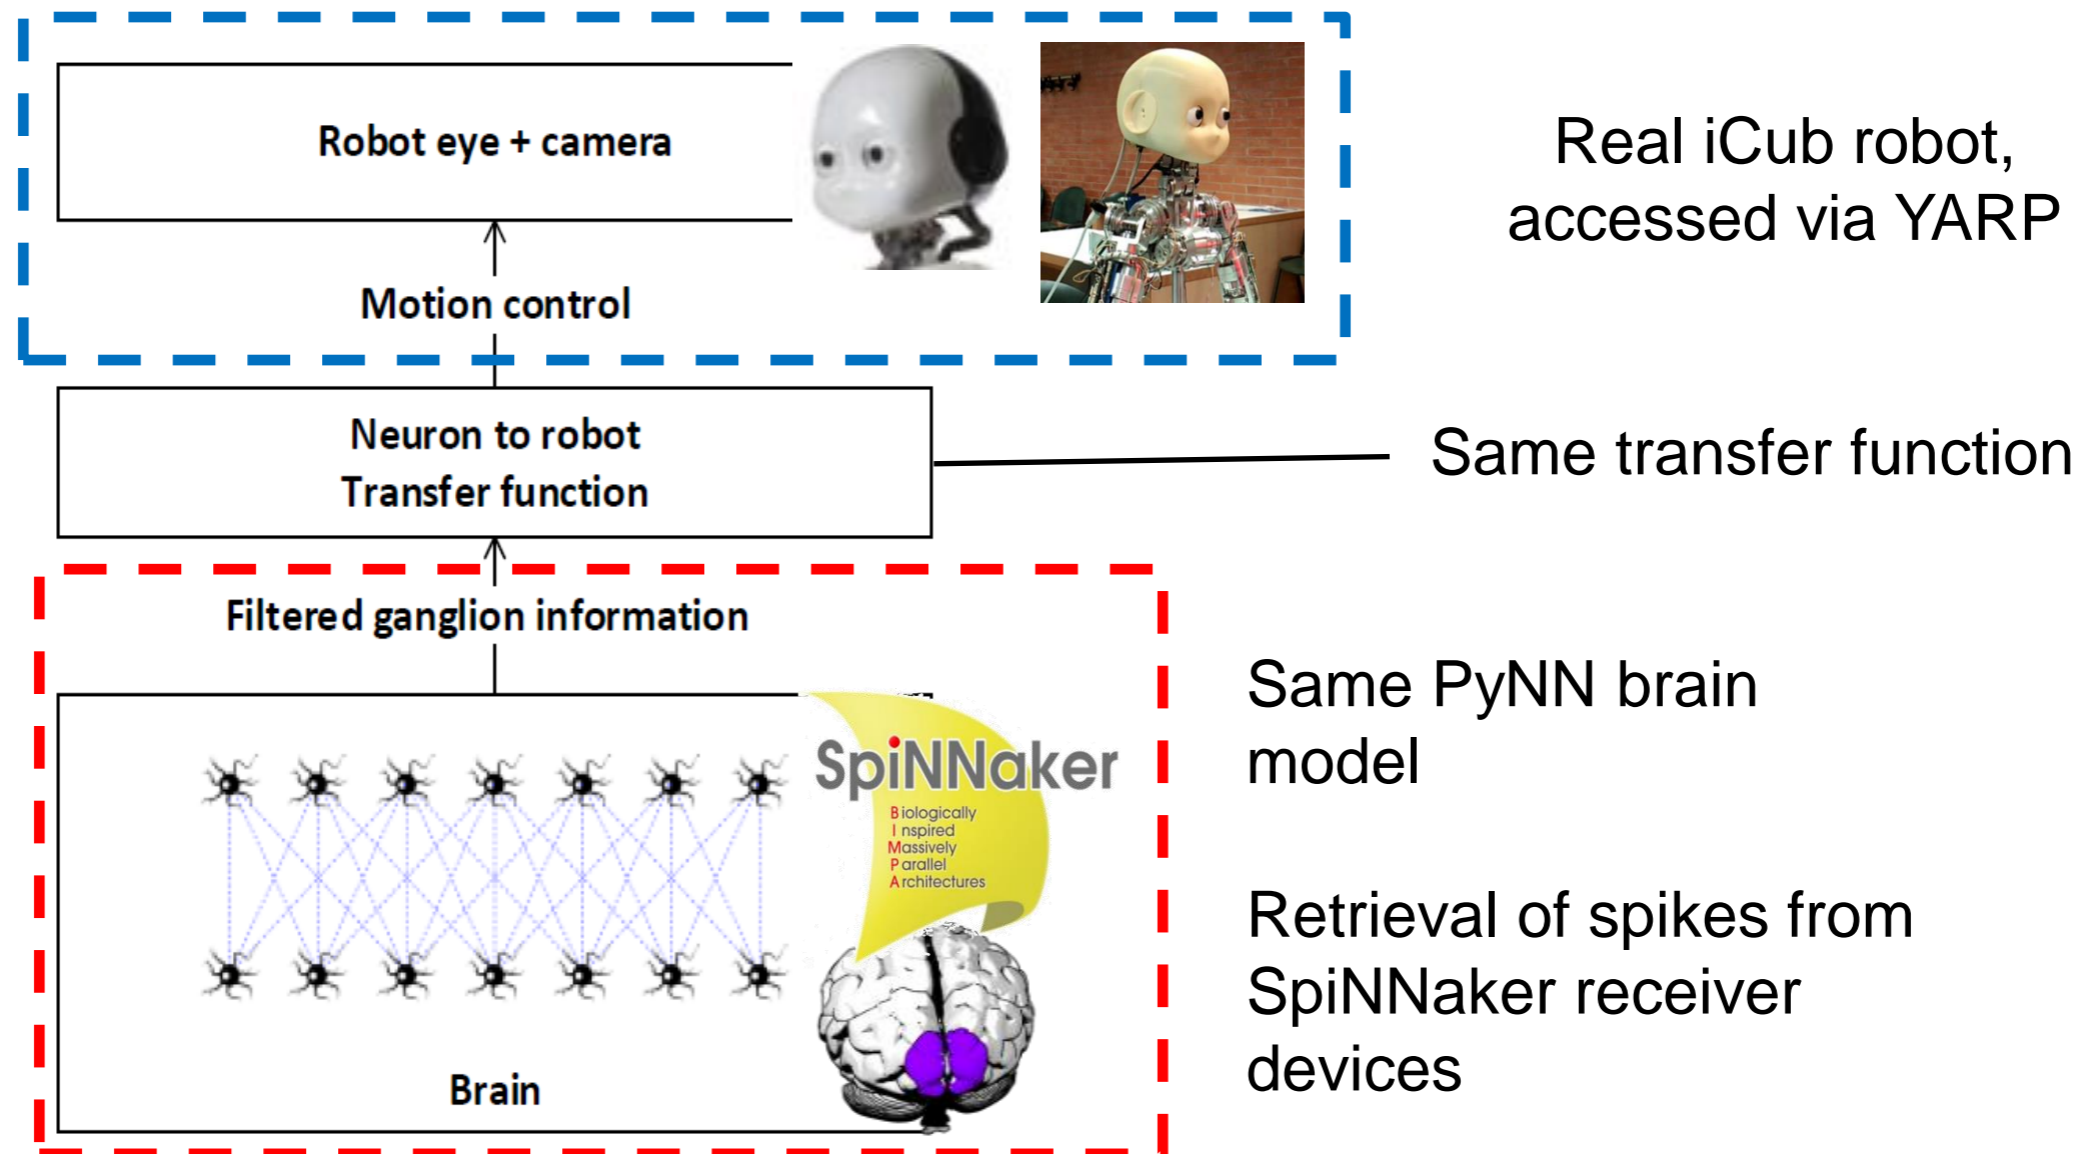 Robot eye + camera
Real iCub robot,
accessed via YARP
Motion control
Neuron to robot
Transfer function
Same transfer function
Filtered ganglion information
SpiNNaker
Biologically
Inspired
Massively
Parallel
Architectures
Brain
Same PyNN brain
model
Retrieval of spikes from
SpiNNaker receiver
devices